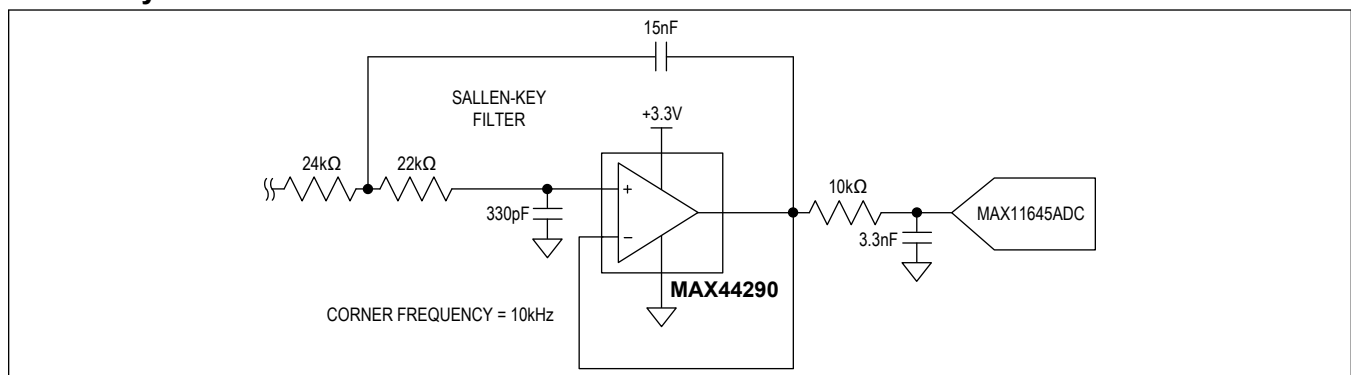 15nF
SALLEN-KEY
FILTER
+3.3V
24kΩ
22kΩ
10kΩ
+
330pF
−
3.3nF
MAX11645ADC
MAX44290
CORNER FREQUENCY = 10kHz